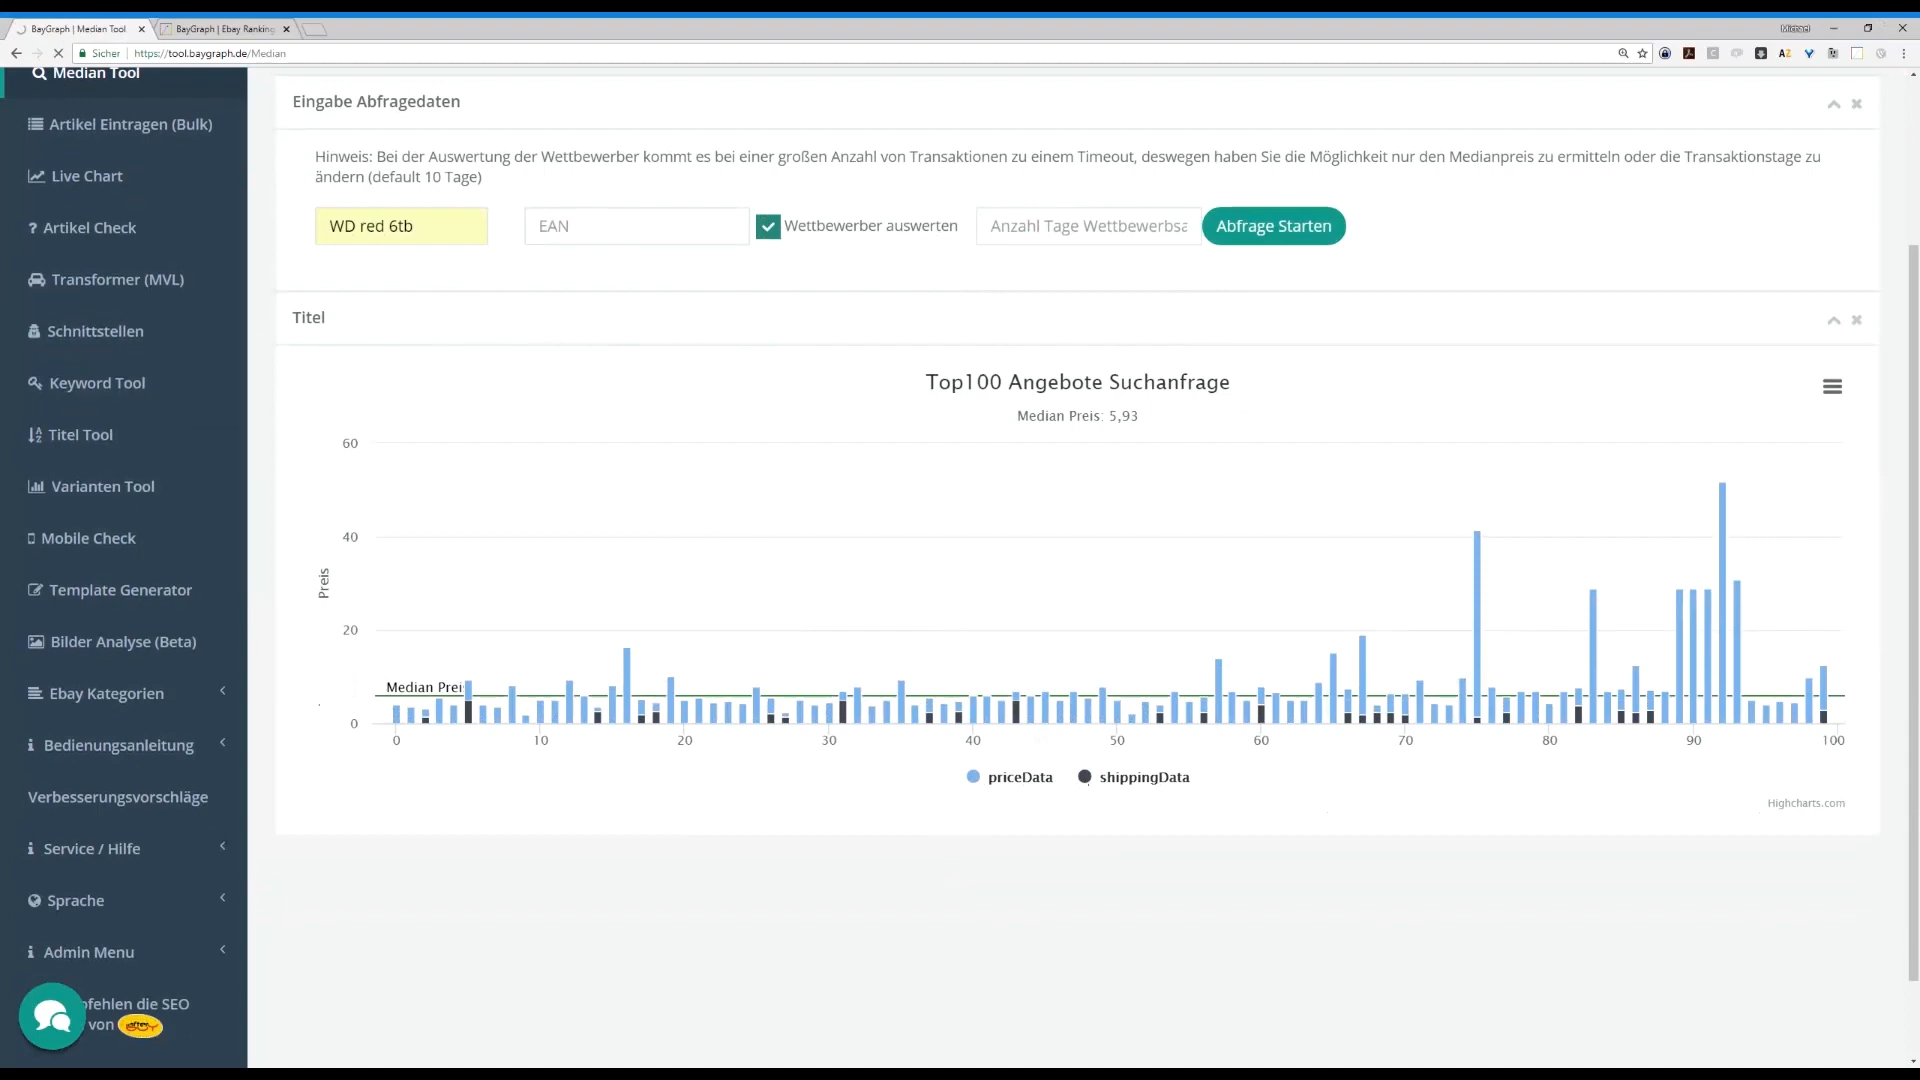 BayGraph | Median Tool
BayGraph | Ebay Ranking
Michael
Sicher
https://tool.baygraph.de/Median
Median Tool
Artikel Eintragen (Bulk)
Live Chart
Artikel Check
Transformer (MVL)
Schnittstellen
Keyword Tool
Titel Tool
Varianten Tool
Mobile Check
Template Generator
Bilder Analyse (Beta)
Ebay Kategorien
Bedienungsanleitung
Verbesserungsvorschläge
Service / Hilfe
Sprache
Admin Menu
pfehlen die SEO
von
Eingabe Abfragedaten
Hinweis: Bei der Auswertung der Wettbewerber kommt es bei einer großen Anzahl von Transaktionen zu einem Timeout, deswegen haben Sie die Möglichkeit nur den Medianpreis zu ermitteln oder die Transaktionstage zu
ändern (default 10 Tage)
WD red 6tb
EAN
Wettbewerber auswerten
Anzahl Tage Wettbewerbsa
Abfrage Starten
Titel
Top100 Angebote Suchanfrage
Median Preis: 5,93
60
40
20
0
Preis
Median Prei
0 10 20 30 40 50 60 70 80 90 100
priceData shippingData
Highcharts.com